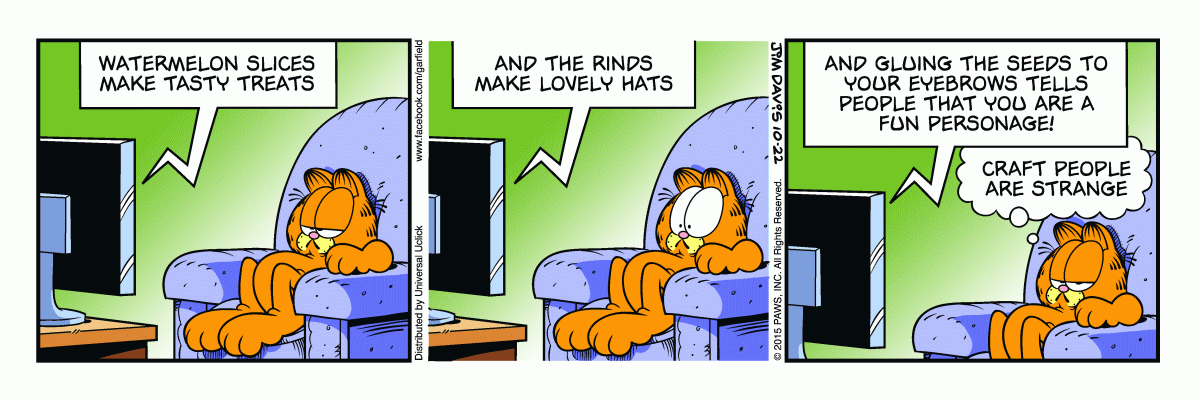 WATERMELON SLICES
MAKE TASTY TREATS
www.facebook.com/garfield
Distributed by Universal Uclick
AND THE RINDS
MAKE LOVELY HATS
JIM DAVIS 10-22
© 2015 PAWS, INC. All Rights Reserved.
AND GLUING THE SEEDS TO
YOUR EYEBROWS TELLS
PEOPLE THAT YOU ARE A
FUN PERSONAGE!
CRAFT PEOPLE
ARE STRANGE